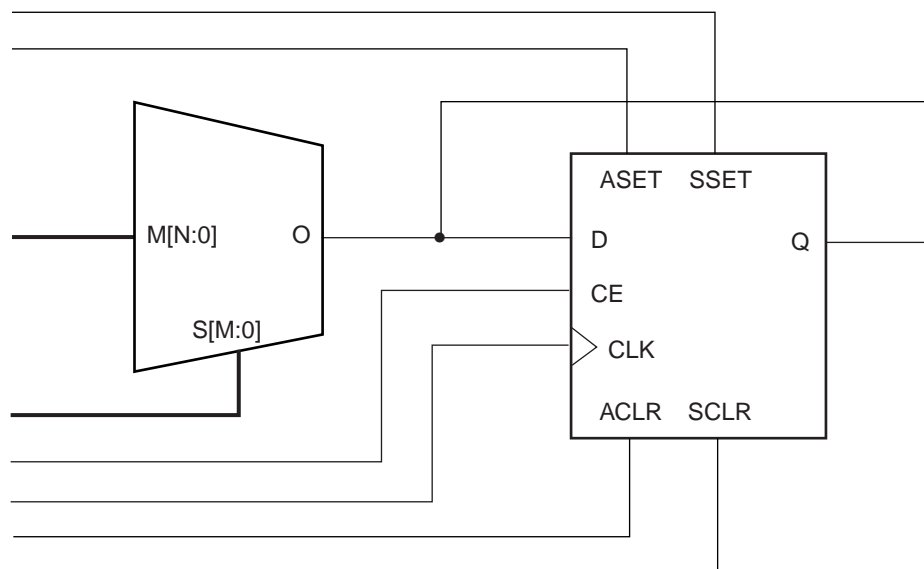 ASET SSET
M[N:0] O
D Q
CE
S[M:0]
CLK
ACLR SCLR